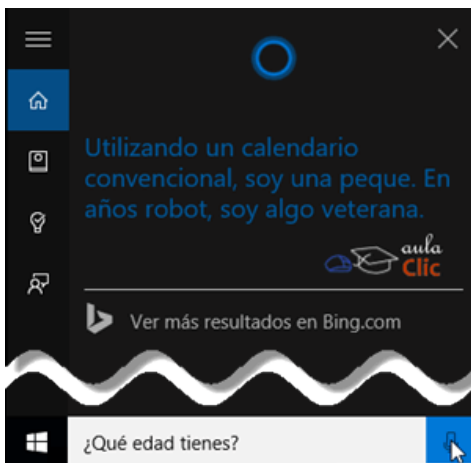 Utilizando un calendario
convencional, soy una peque. En
años robot, soy algo veterana.
aula
Clic
Ver más resultados en Bing.com
¿Qué edad tienes?